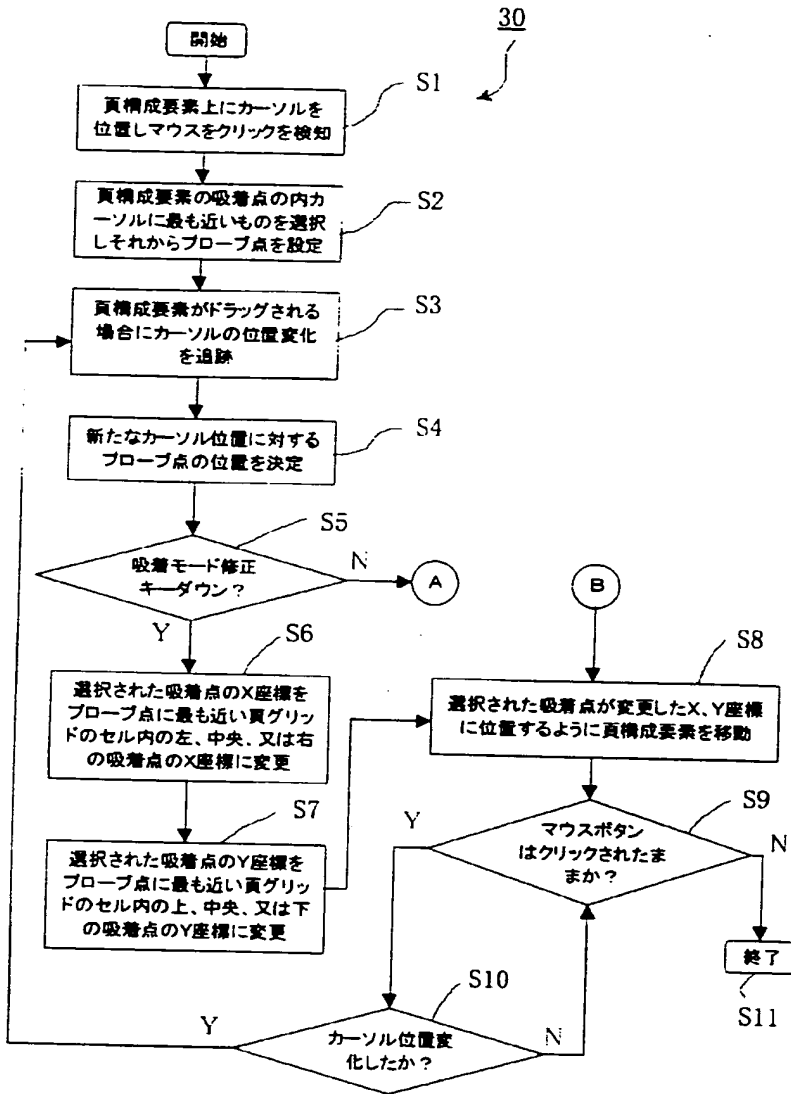 30
開始
S1
頁構成要素上にカーソルを
位置しマウスをクリックを検知
S2
頁構成要素の吸着点の内カ
ーソルに最も近いものを選択
しそれからプローブ点を設定
S3
頁構成要素がドラッグされる
場合にカーソルの位置変化
を追跡
S4
新たなカーソル位置に対する
プローブ点の位置を決定
S5
吸着モード修正
キーダウン?
N
A
Y
S6
選択された吸着点のX座標を
プローブ点に最も近い頁グリッ
ドのセル内の左、中央、又は右
の吸着点のX座標に変更
S7
選択された吸着点のY座標を
プローブ点に最も近い頁グリッ
ドのセル内の上、中央、又は下
の吸着点のY座標に変更
B
S8
選択された吸着点が変更したX、Y座標
に位置するように頁構成要素を移動
S9
Y
マウスボタン
はクリックされたま
まか?
N
終了
S11
S10
Y
カーソル位置変
化したか?
N